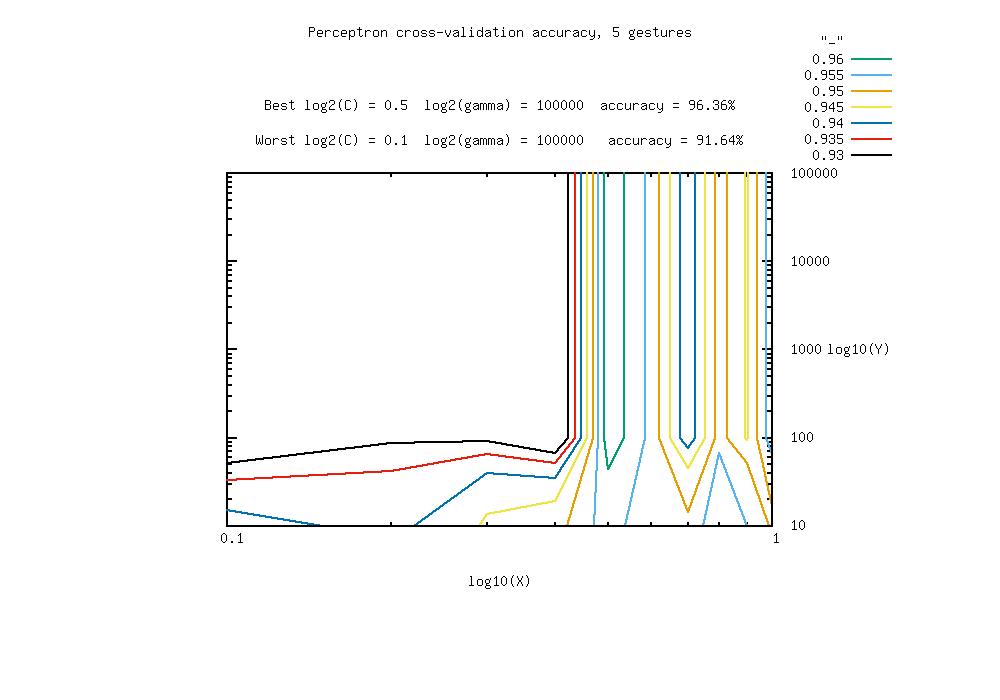 Perceptron cross-validation accuracy, 5 gestures
"_"
0.96
0.955
0.95
0.945
0.94
0.935
0.93
Best log2(C) = 0.5 log2(gamma) = 100000 accuracy = 96.36%
Worst log2(C) = 0.1 log2(gamma) = 100000 accuracy = 91.64%
100000
10000
1000 log10(Y)
100
10
0.1 1
log10(X)